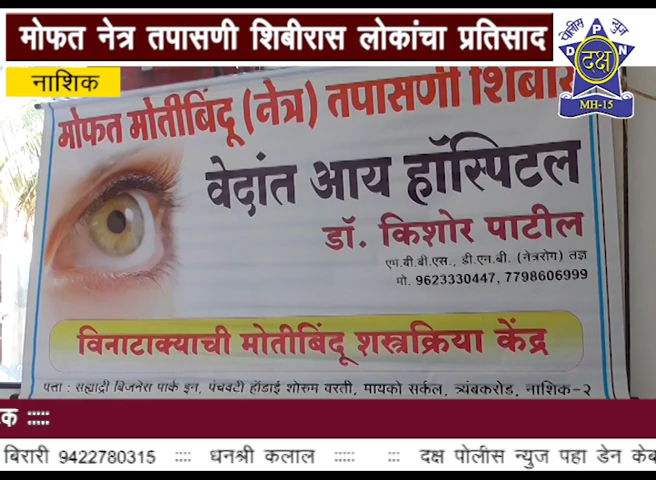 मोफत नेत्र तपासणी शिबीरास लोकांचा प्रतिसाद
पोलीस न्युज
D P N
दक्ष
MH-15
नाशिक
मोफत मोतीबिंदू (नेत्र) तपासणी शिबीर
वेदांत आय हॉस्पिटल
डॉ. किशोर पाटील
एम.बी.बी.एस., डी.एन.बी. (नेत्ररोग) तज्ञ
मो. 9623330447, 7798606999
विनाटाक्याची मोतीबिंदू शस्त्रक्रिया केंद्र
पत्ता : सह्याद्री बिजनेस पार्क इन, पंचवटी होंडाई शोरुम वरती, मायको सर्कल, त्र्यंबकरोड, नाशिक-२
क :::::
बिरारी 9422780315 :::: धनश्री कलाल ::::: ::: दक्ष पोलीस न्युज पहा डेन केब